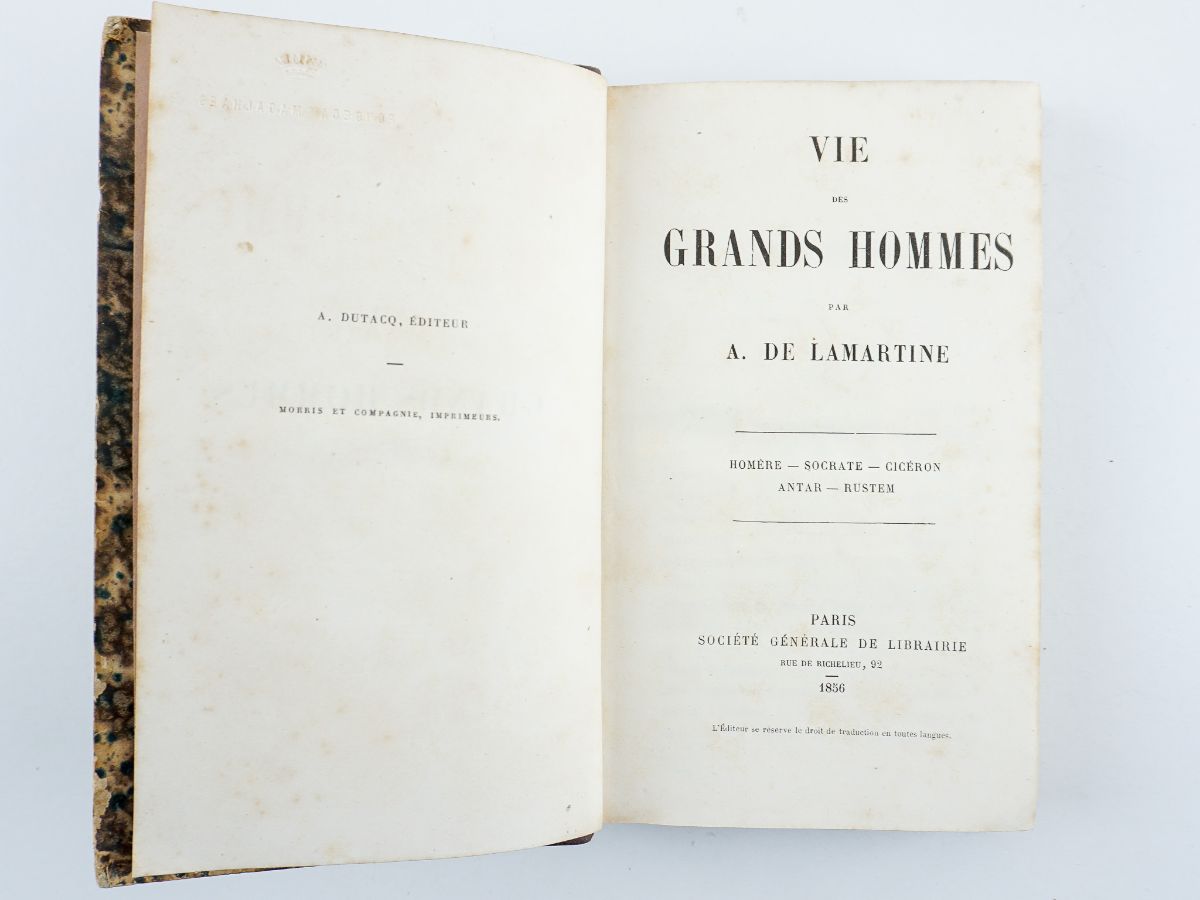 A. DUTACQ, ÉDITEUR
MORRIS ET COMPAGNIE, IMPRIMEURS.
VIE
DES
GRANDS HOMMES
PAR
A. DE LAMARTINE
HOMÈRE — SOCRATE — CICÉRON
ANTAR — RUSTEM
PARIS
SOCIÉTÉ GÉNÉRALE DE LIBRAIRIE
RUE DE RICHELIEU, 92
1856
L'Éditeur se réserve le droit de traduction en toutes langues.